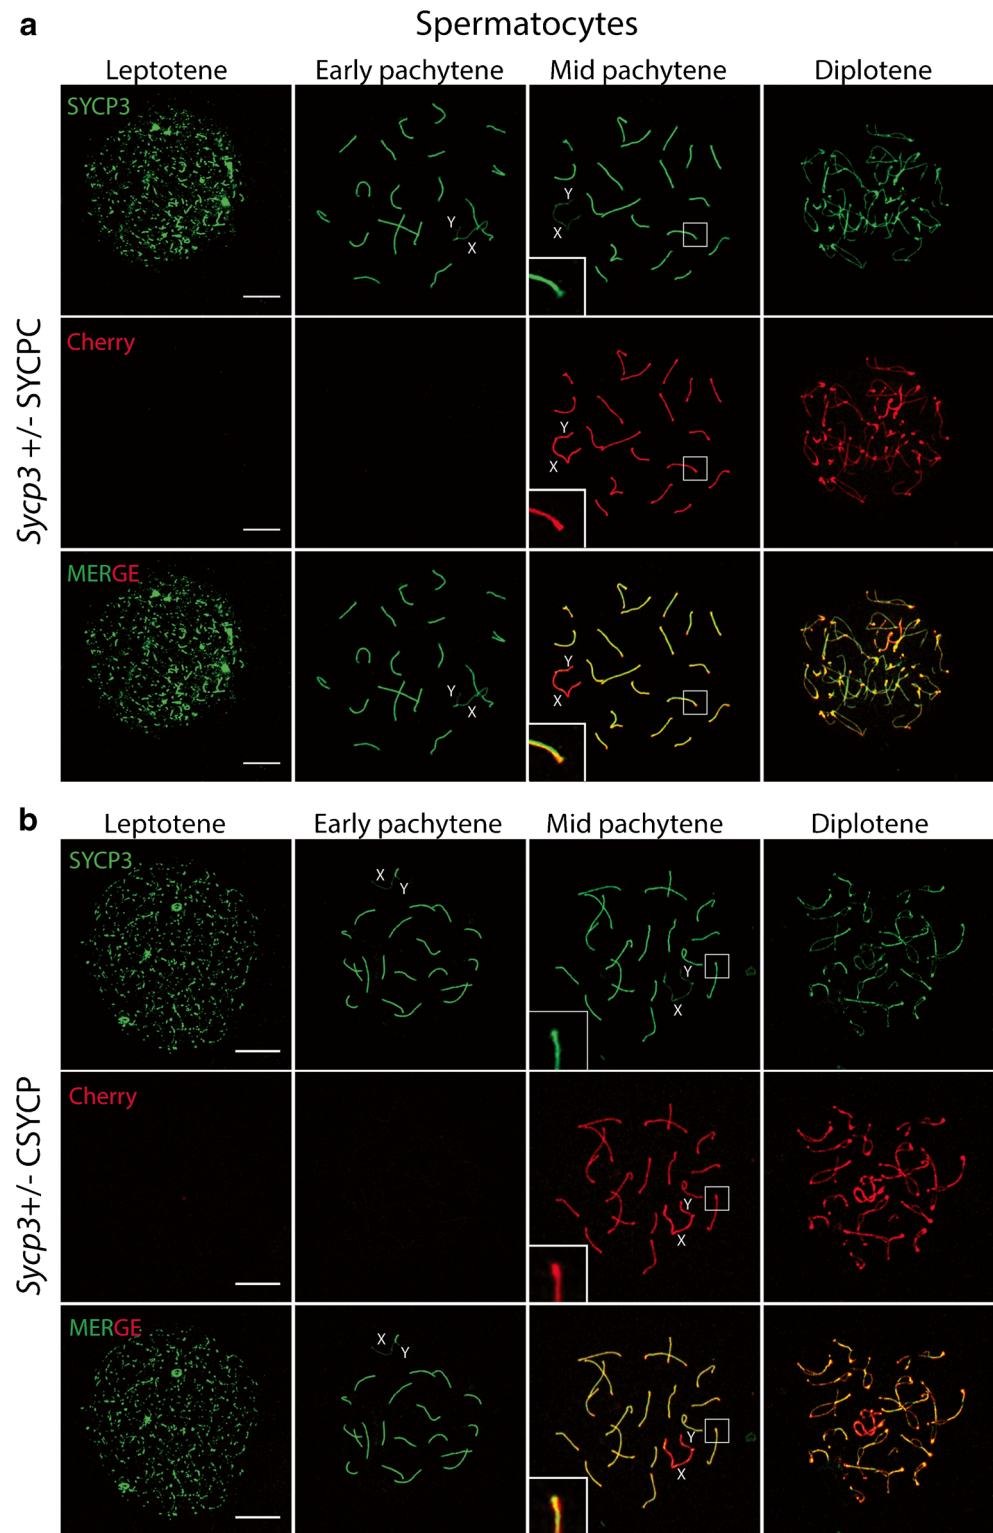 a
Spermatocytes
Leptotene Early pachytene Mid pachytene Diplotene
Sycp3 +/- SYCPC
SYCP3
Y
X
Y
X
Cherry
Y
X
MERGE
Y
X
Y
X
b
Leptotene Early pachytene Mid pachytene Diplotene
Sycp3+/- CSYCP
SYCP3
X
Y
Y
X
Cherry
Y
X
MERGE
X
Y
Y
X